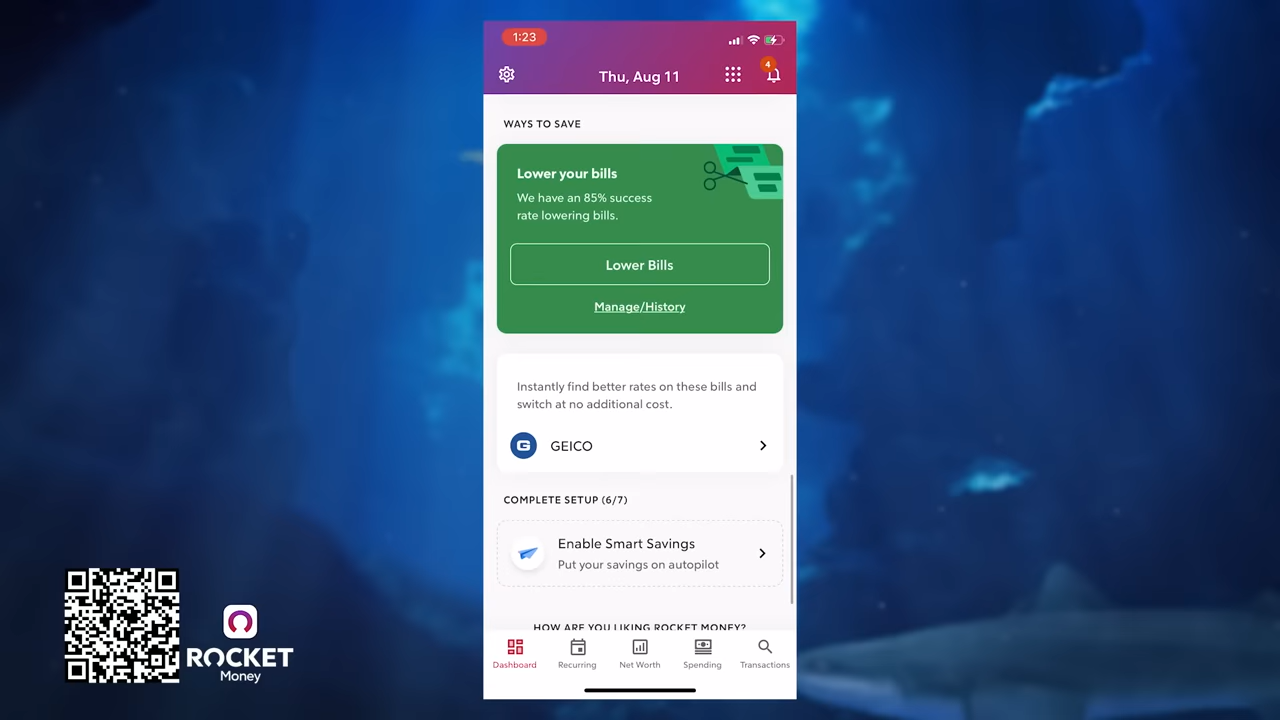 1:23
4
Thu, Aug 11
WAYS TO SAVE
Lower your bills
We have an 85% success
rate lowering bills.
Lower Bills
Manage/History
Instantly find better rates on these bills and
switch at no additional cost.
G
GEICO
COMPLETE SETUP (6/7)
Enable Smart Savings
Put your savings on autopilot
HOW ARE YOU LIKING ROCKET MONEY?
Dashboard
Recurring
Net Worth
Spending
Transactions
ROCKET
Money